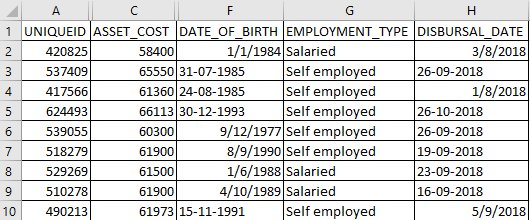 A C F G H
1 UNIQUEID ASSET_COST DATE_OF_BIRTH EMPLOYMENT_TYPE DISBURSAL_DATE
2 420825 58400 1/1/1984 Salaried 3/8/2018
3 537409 65550 31-07-1985 Self employed 26-09-2018
4 417566 61360 24-08-1985 Self employed 1/8/2018
5 624493 66113 30-12-1993 Self employed 26-10-2018
6 539055 60300 9/12/1977 Self employed 26-09-2018
7 518279 61900 8/9/1990 Self employed 19-09-2018
8 529269 61500 1/6/1988 Salaried 23-09-2018
9 510278 61900 4/10/1989 Salaried 16-09-2018
10 490213 61973 15-11-1991 Self employed 5/9/2018